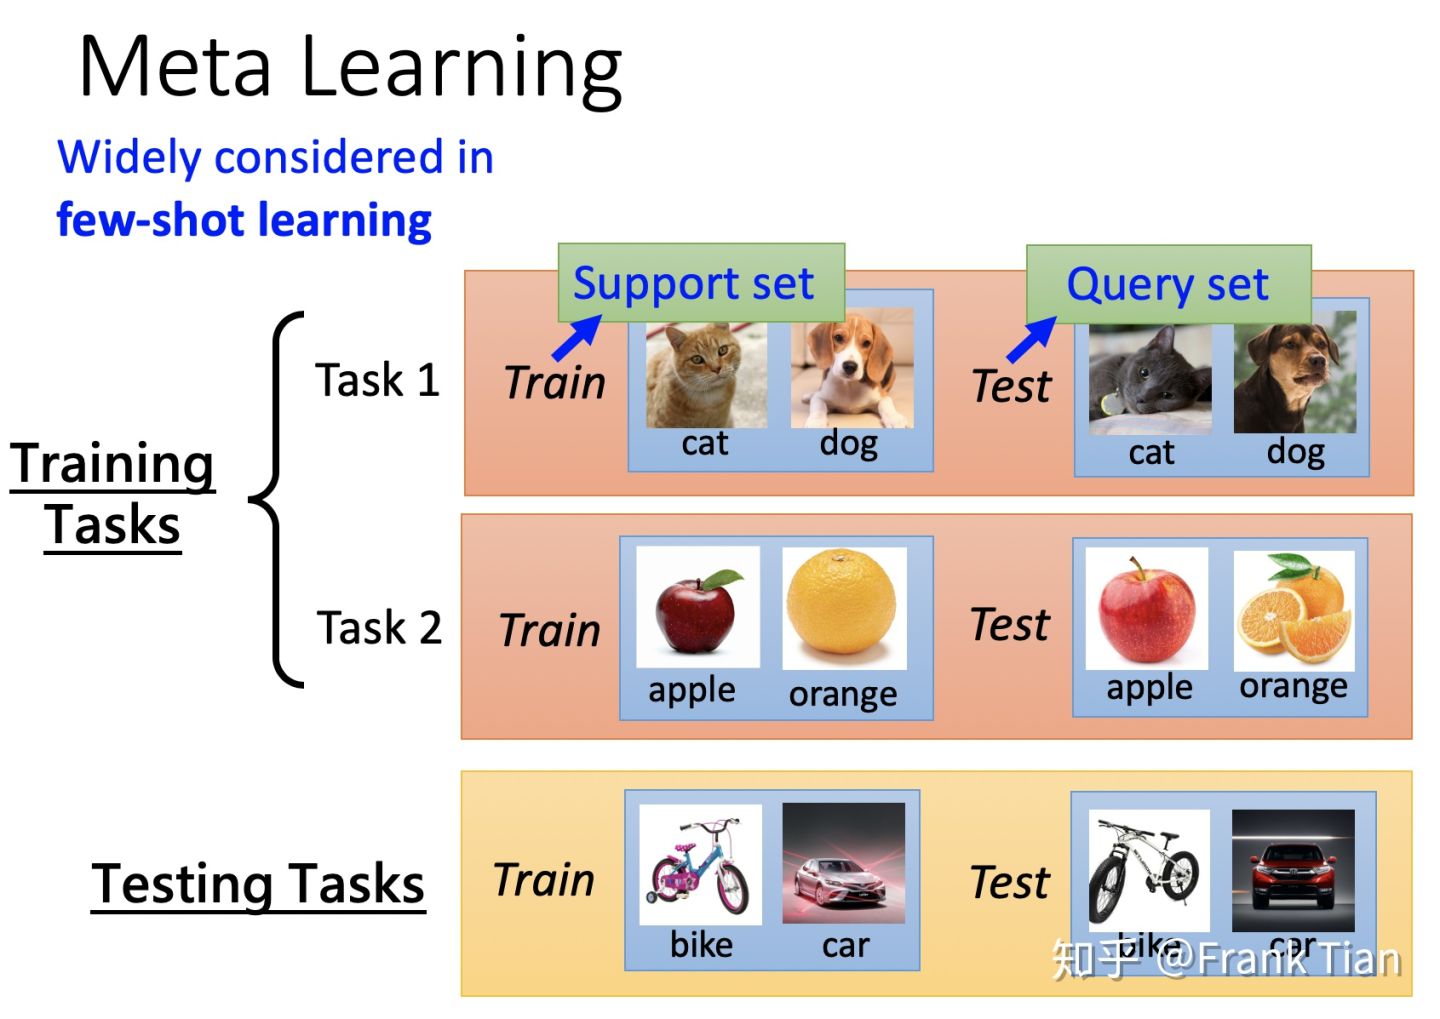 Meta Learning
Widely considered in
few-shot learning
Support set
Query set
Training
Tasks
Task 1
Train
cat
dog
Test
cat
dog
Task 2
Train
apple
orange
Test
apple
orange
Testing Tasks
Train
bike
car
Test
bike
car
知乎 @Frank Tian